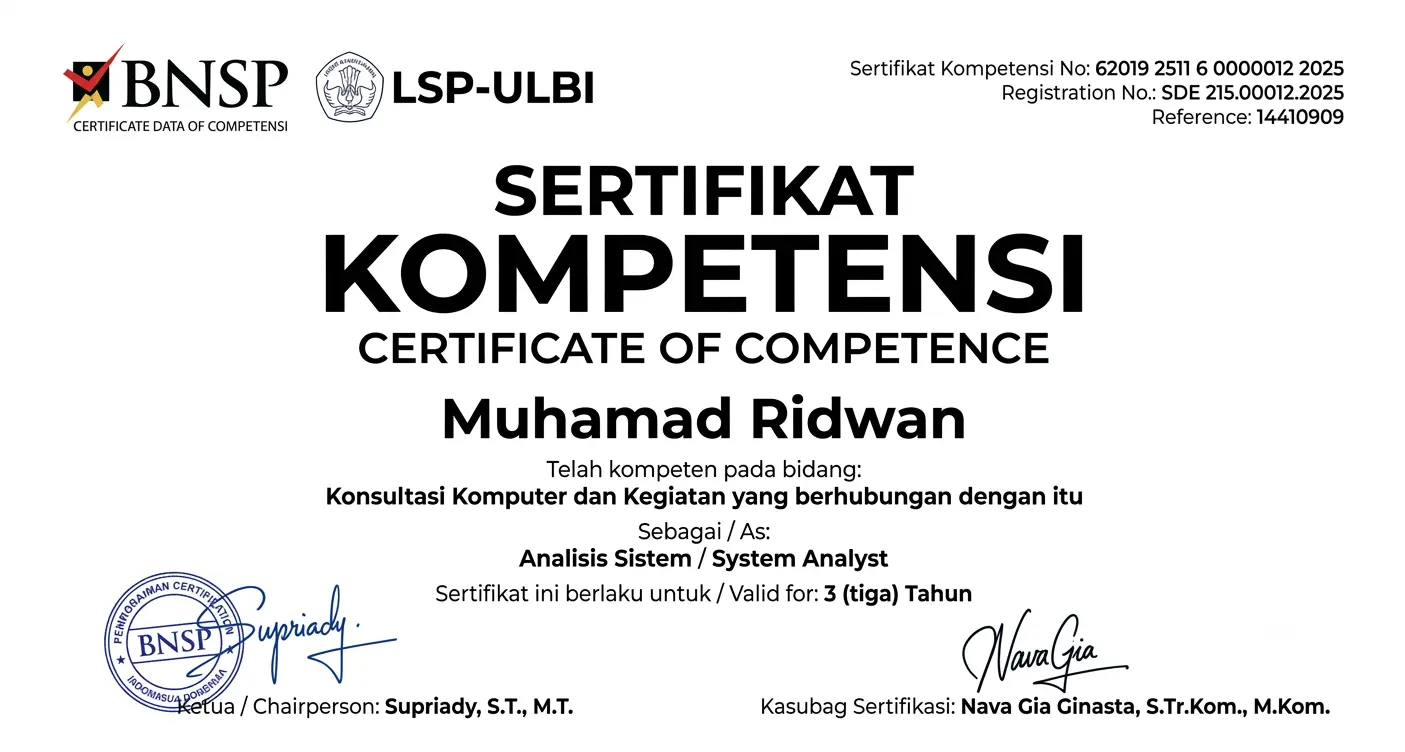 BNSP
CERTIFICATE DATA OF COMPETENSI
LSP-ULBI
Sertifikat Kompetensi No: 62019 2511 6 0000012 2025
Registration No.: SDE 215.00012.2025
Reference: 14410909
SERTIFIKAT
KOMPETENSI
CERTIFICATE OF COMPETENCE
Muhamad Ridwan
Telah kompeten pada bidang:
Konsultasi Komputer dan Kegiatan yang berhubungan dengan itu
Sebagai / As:
Analisis Sistem / System Analyst
Sertifikat ini berlaku untuk / Valid for: 3 (tiga) Tahun
BNSP
Supriady.
Nava Gia
Ketua / Chairperson: Supriady, S.T., M.T.
Kasubag Sertifikasi: Nava Gia Ginasta, S.Tr.Kom., M.Kom.